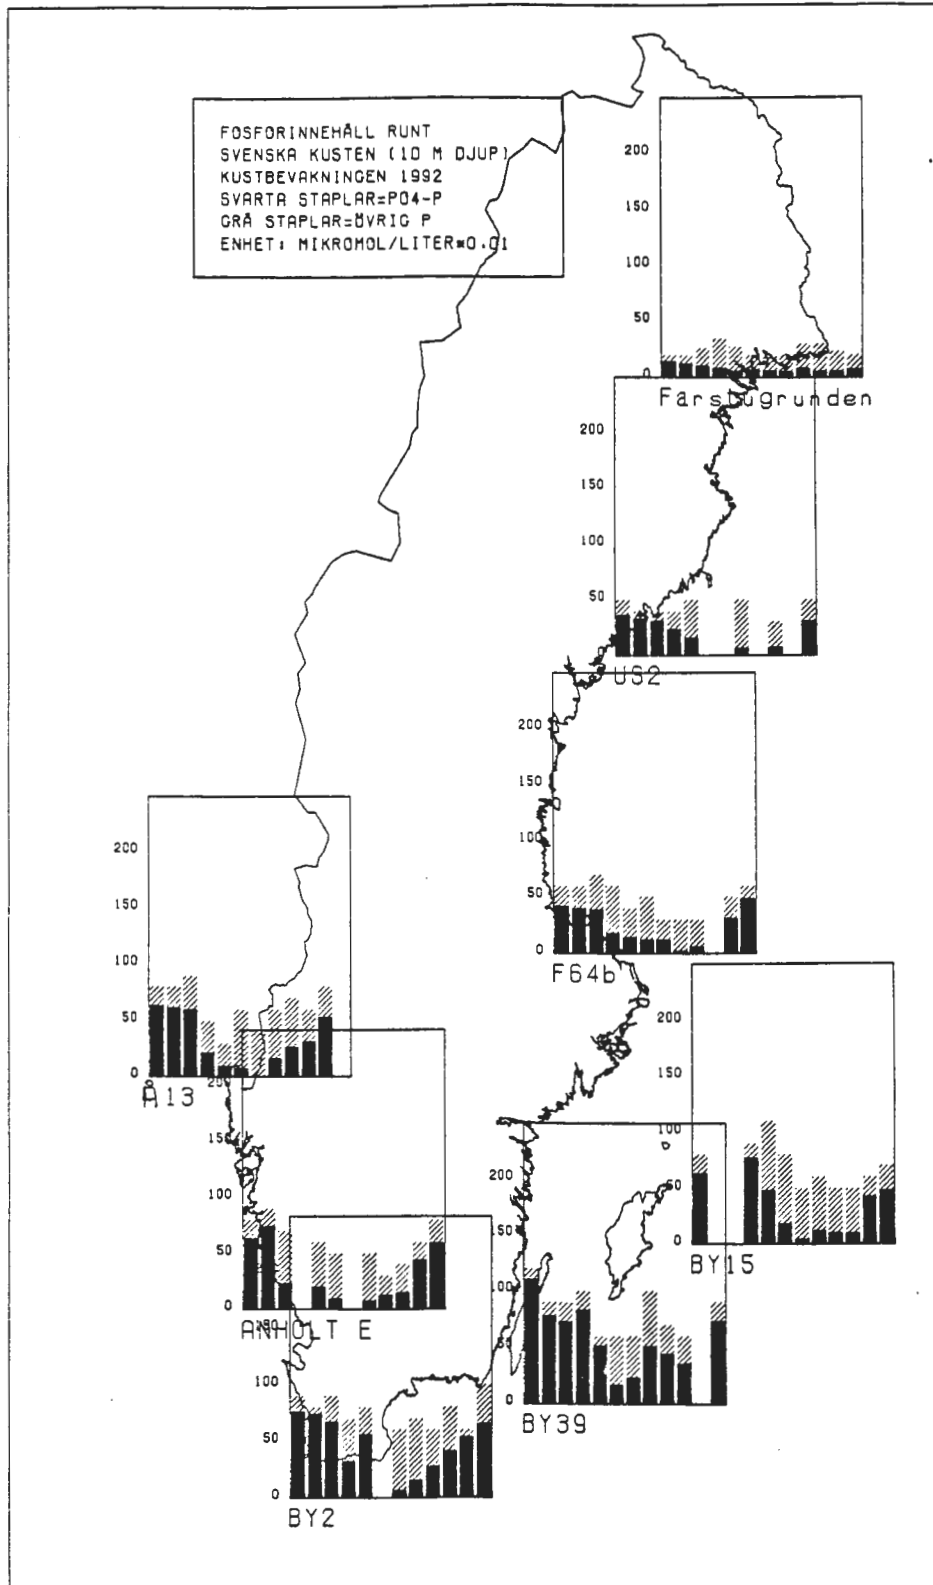 FOSFORINNEHÅLL RUNT
SVENSKA KUSTEN (10 M DJUP)
KUSTBEVAKNINGEN 1992
SVARTA STAPLAR=PO4-P
GRÅ STAPLAR=ÖVRIG P
ENHET: MIKROMOL/LITER*0.01
200
150
100
50
0
Farstugrunden
200
150
100
50
US2
200
150
100
50
0
F64b
200
150
100
50
0
Å13
200
150
100
50
0
BY15
200
150
100
50
0
ANHOLT E
200
150
100
50
0
BY39
100
50
0
BY2